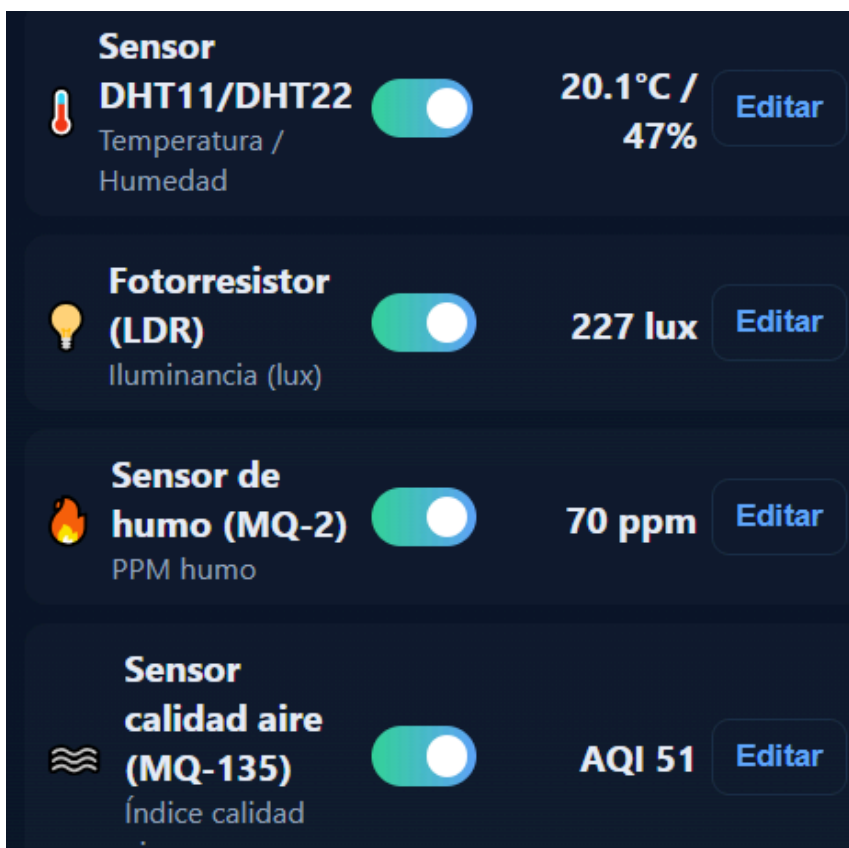 Sensor
DHT11/DHT22
Temperatura /
Humedad
20.1°C /
47%
Editar
Fotorresistor
(LDR)
Iluminancia (lux)
227 lux
Editar
Sensor de
humo (MQ-2)
PPM humo
70 ppm
Editar
Sensor
calidad aire
(MQ-135)
Índice calidad
AQI 51
Editar